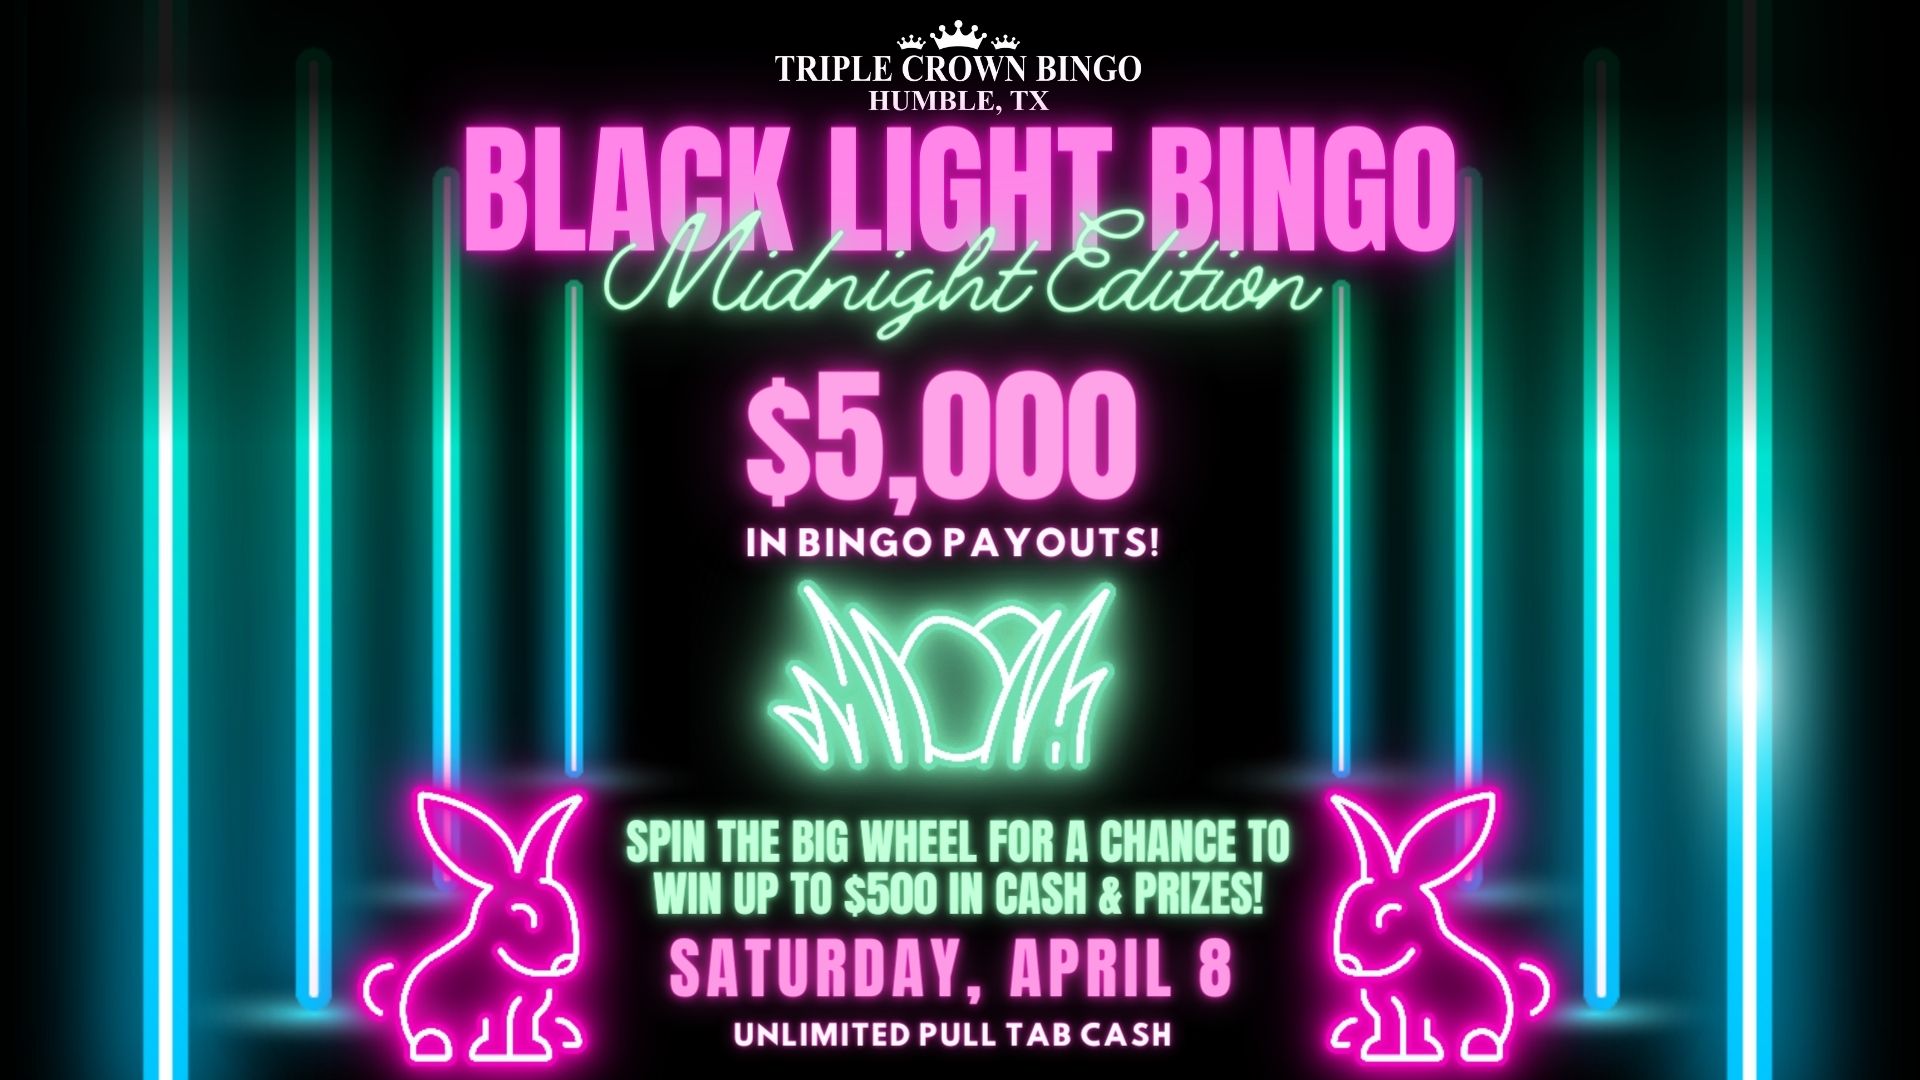 TRIPLE CROWN BINGO
HUMBLE, TX
BLACK LIGHT BINGO
Midnight Edition
$5,000
IN BINGO PAYOUTS!
SPIN THE BIG WHEEL FOR A CHANCE TO
WIN UP TO $500 IN CASH & PRIZES!
SATURDAY, APRIL 8
UNLIMITED PULL TAB CASH